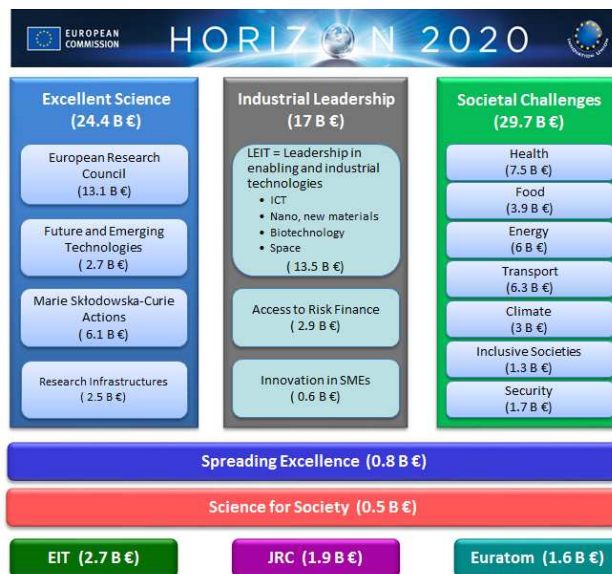 EUROPEAN
COMMISSION
HORIZON 2020
INNOVATION UNION
Excellent Science
(24.4 B €)
European Research
Council
(13.1 B €)
Future and Emerging
Technologies
( 2.7 B €)
Marie Skłodowska-Curie
Actions
( 6.1 B €)
Research Infrastructures
( 2.5 B €)
Industrial Leadership
(17 B €)
LEIT = Leadership in
enabling and industrial
technologies
• ICT
• Nano, new materials
• Biotechnology
• Space
( 13.5 B €)
Access to Risk Finance
( 2.9 B €)
Innovation in SMEs
( 0.6 B €)
Societal Challenges
(29.7 B €)
Health
(7.5 B €)
Food
(3.9 B €)
Energy
(6 B €)
Transport
(6.3 B €)
Climate
(3 B €)
Inclusive Societies
(1.3 B €)
Security
(1.7 B €)
Spreading Excellence (0.8 B €)
Science for Society (0.5 B €)
EIT (2.7 B €)
JRC (1.9 B €)
Euratom (1.6 B €)